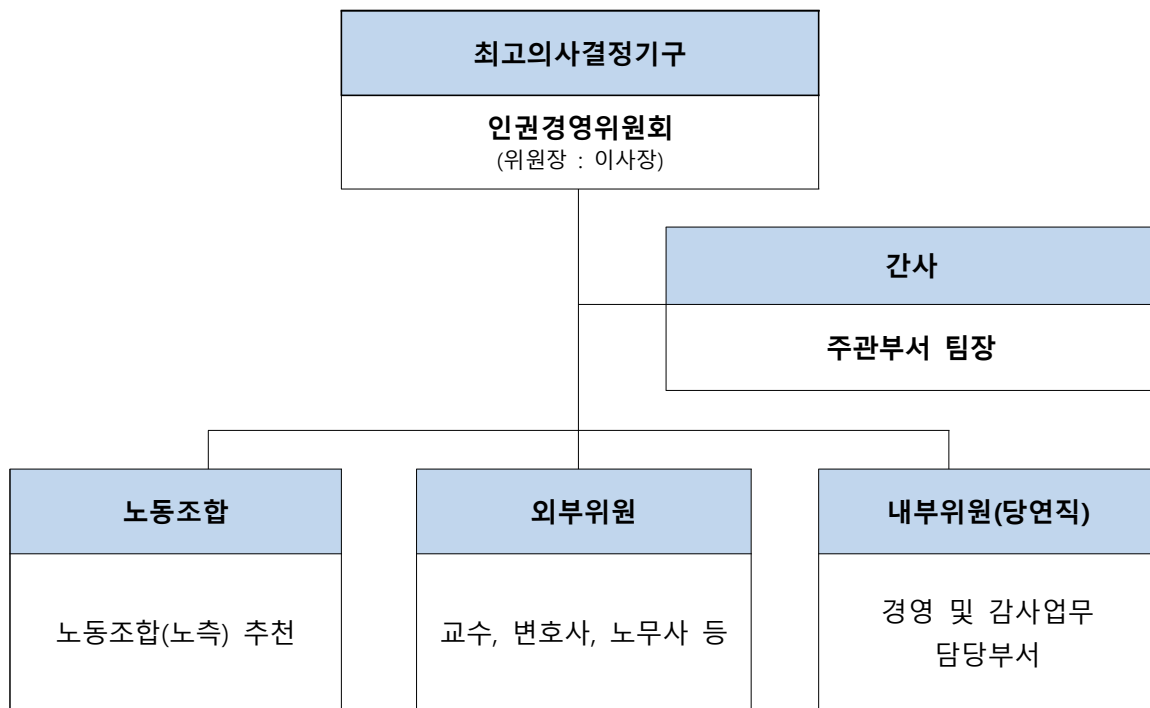 최고의사결정기구
인권경영위원회
(위원장 : 이사장)
간사
주관부서 팀장
노동조합
노동조합(노측) 추천
외부위원
교수, 변호사, 노무사 등
내부위원(당연직)
경영 및 감사업무
담당부서